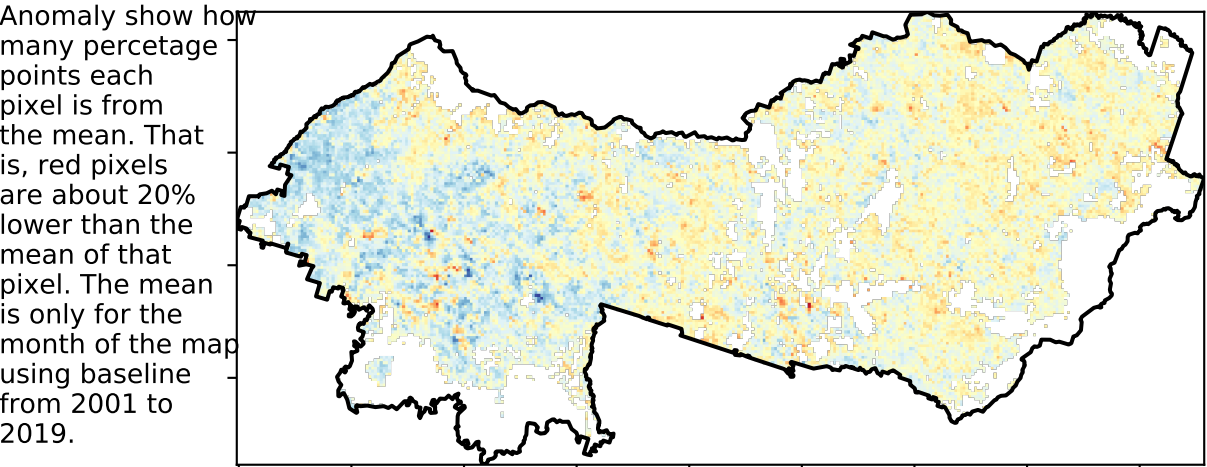 Anomaly show how
many percetage
points each
pixel is from
the mean. That
is, red pixels
are about 20%
lower than the
mean of that
pixel. The mean
is only for the
month of the map
using baseline
from 2001 to
2019.